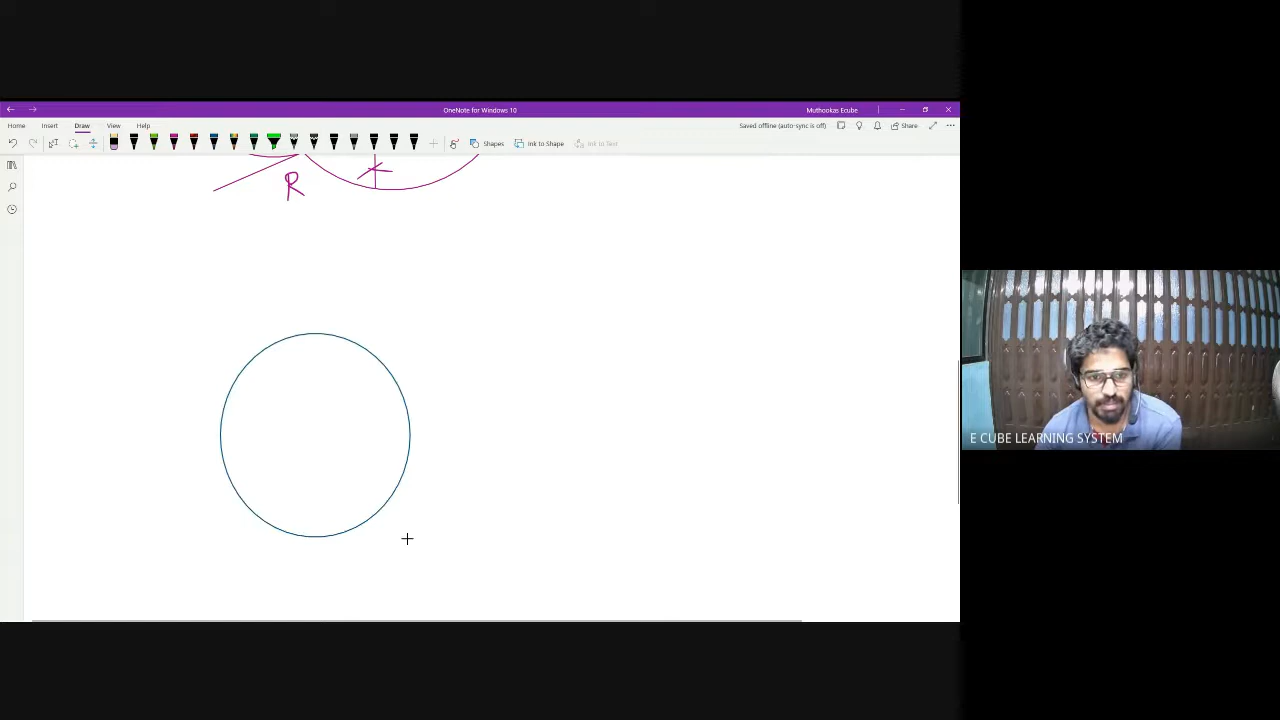 OneNote for Windows 10
Muthookas Ecube
Home Insert Draw View Help
Saved offline (auto-sync is off)
Share
Shapes
Ink to Shape
Ink to Text
R
E CUBE LEARNING SYSTEM